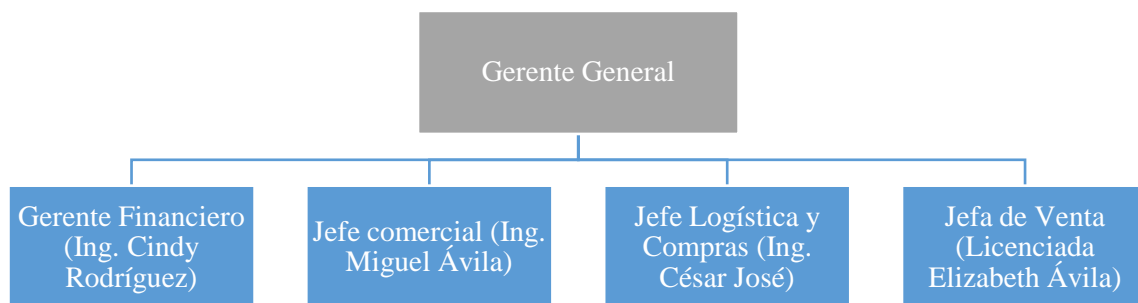 Gerente General
Gerente Financiero
(Ing. Cindy
Rodríguez)
Jefe comercial (Ing.
Miguel Ávila)
Jefe Logística y
Compras (Ing.
César José)
Jefa de Venta
(Licenciada
Elizabeth Ávila)